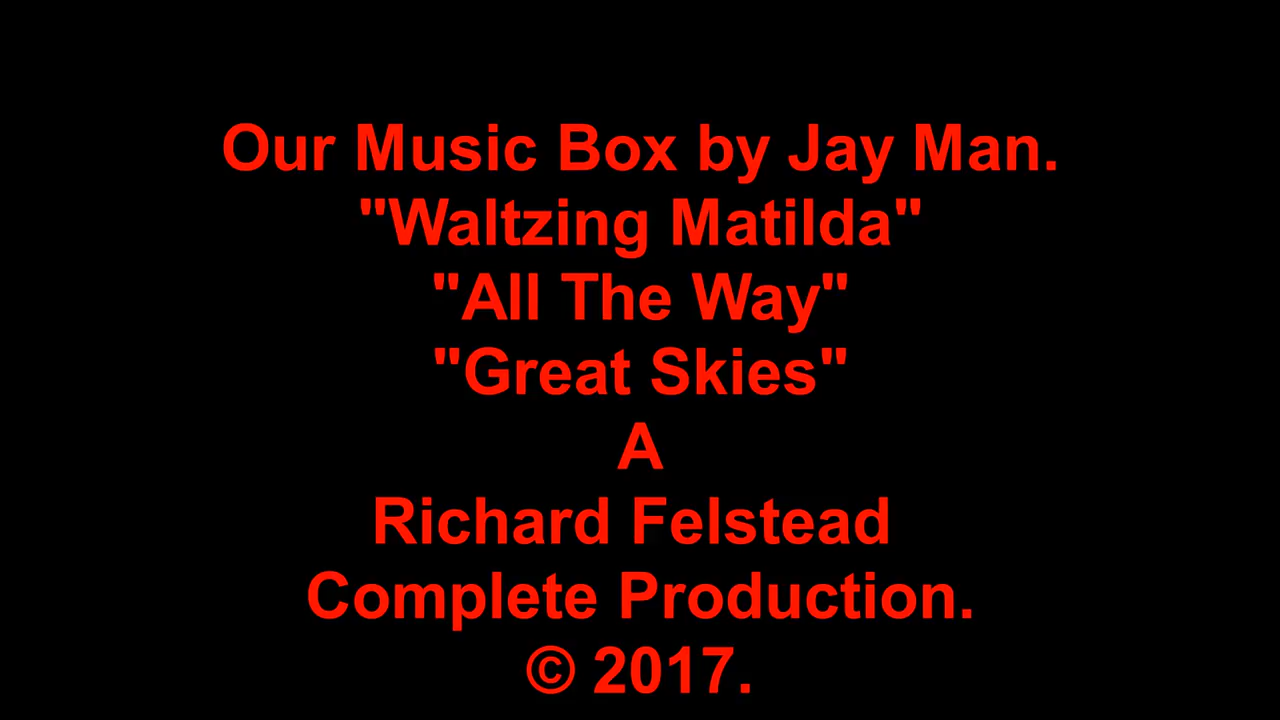 Our Music Box by Jay Man.
"Waltzing Matilda"
"All The Way"
"Great Skies"
A
Richard Felstead
Complete Production.
© 2017.